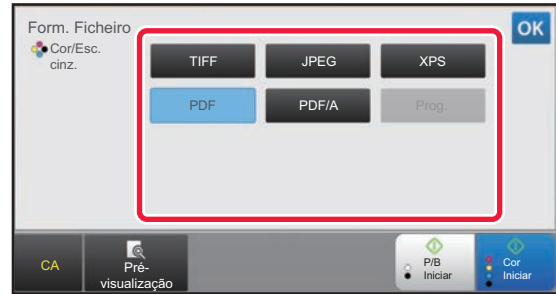 Form. Ficheiro
OK
Cor/Esc.
cinz.
TIFF JPEG XPS
PDF PDF/A Prog.
CA
Pré-
visualização
P/B
Iniciar
Cor
Iniciar